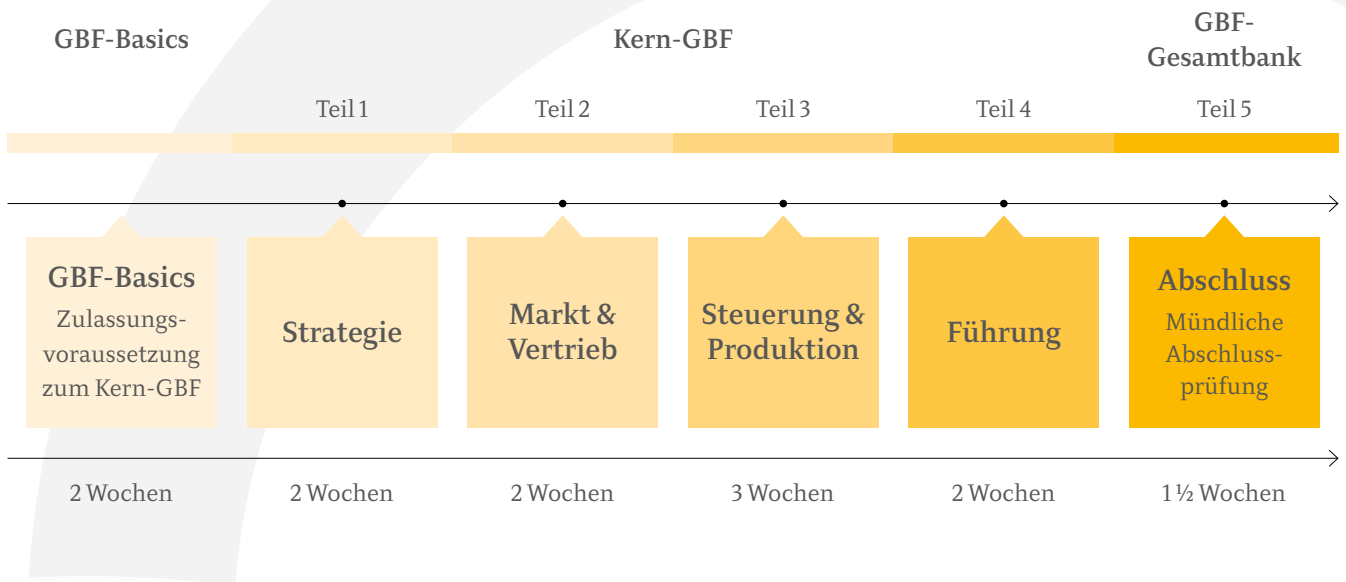 GBF-Basics
Kern-GBF
GBF-
Gesamtbank
Teil 1
Teil 2
Teil 3
Teil 4
Teil 5
GBF-Basics
Zulassungs-
voraussetzung
zum Kern-GBF
Strategie
Markt &
Vertrieb
Steuerung &
Produktion
Führung
Abschluss
Mündliche
Abschluss-
prüfung
2 Wochen
2 Wochen
2 Wochen
3 Wochen
2 Wochen
1 ½ Wochen